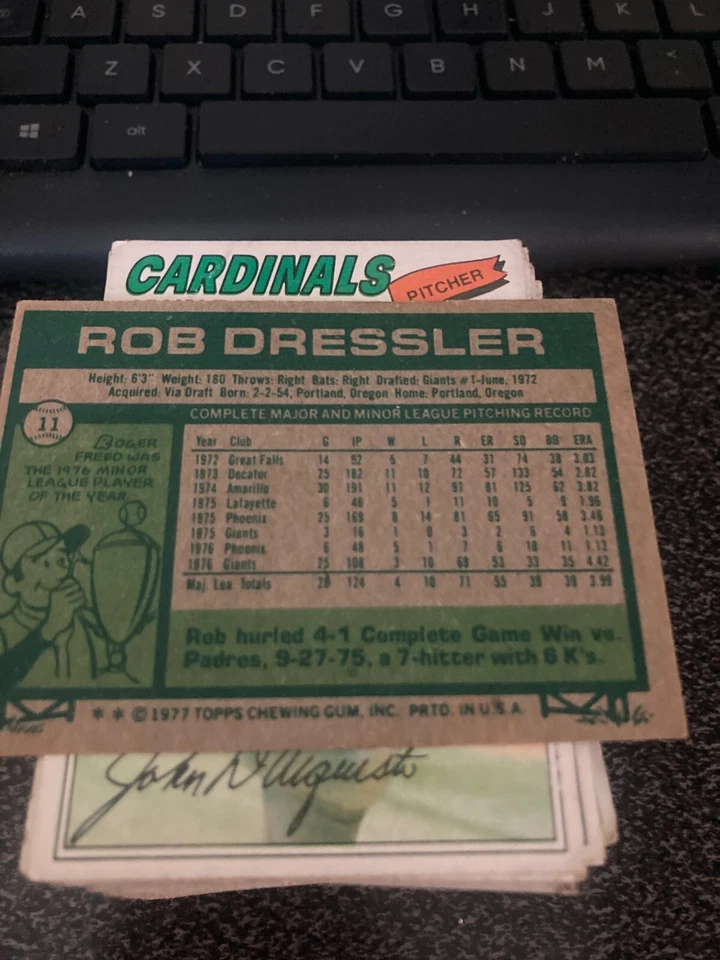 A S D F G H J K L
Z X C V B N M <
alt
CARDINALS
PITCHER
ROB DRESSLER
Height: 6'3" Weight: 180 Throws: Right Bats: Right Drafted: Giants #1-June, 1972
Acquired: Via Draft Born: 2-2-54, Portland, Oregon Home: Portland, Oregon
11
COMPLETE MAJOR AND MINOR LEAGUE PITCHING RECORD
ROGER
FREED WAS
THE 1976 MINOR
LEAGUE PLAYER
OF THE YEAR
Year Club G IP W L R ER SO BB ERA
1972 Great Falls 14 92 6 7 44 31 74 38 3.03
1973 Decatur 25 182 11 10 72 57 133 54 2.82
1974 Amarillo 30 191 11 12 97 81 125 62 3.82
1975 Lafayette 6 46 5 1 11 10 5 9 1.96
1975 Phoenix 25 169 8 14 81 65 91 58 3.46
1975 Giants 3 16 1 0 3 2 6 4 1.13
1976 Phoenix 6 48 5 1 7 6 18 11 1.13
1976 Giants 25 108 3 10 68 53 33 35 4.42
Maj. Lea. Totals 28 124 4 10 71 55 39 39 3.99
Rob hurled 4-1 Complete Game Win vs.
Padres, 9-27-75, a 7-hitter with 6 K's.
* * © 1977 TOPPS CHEWING GUM, INC. PRTD. IN U.S.A.
John D'Acquisto